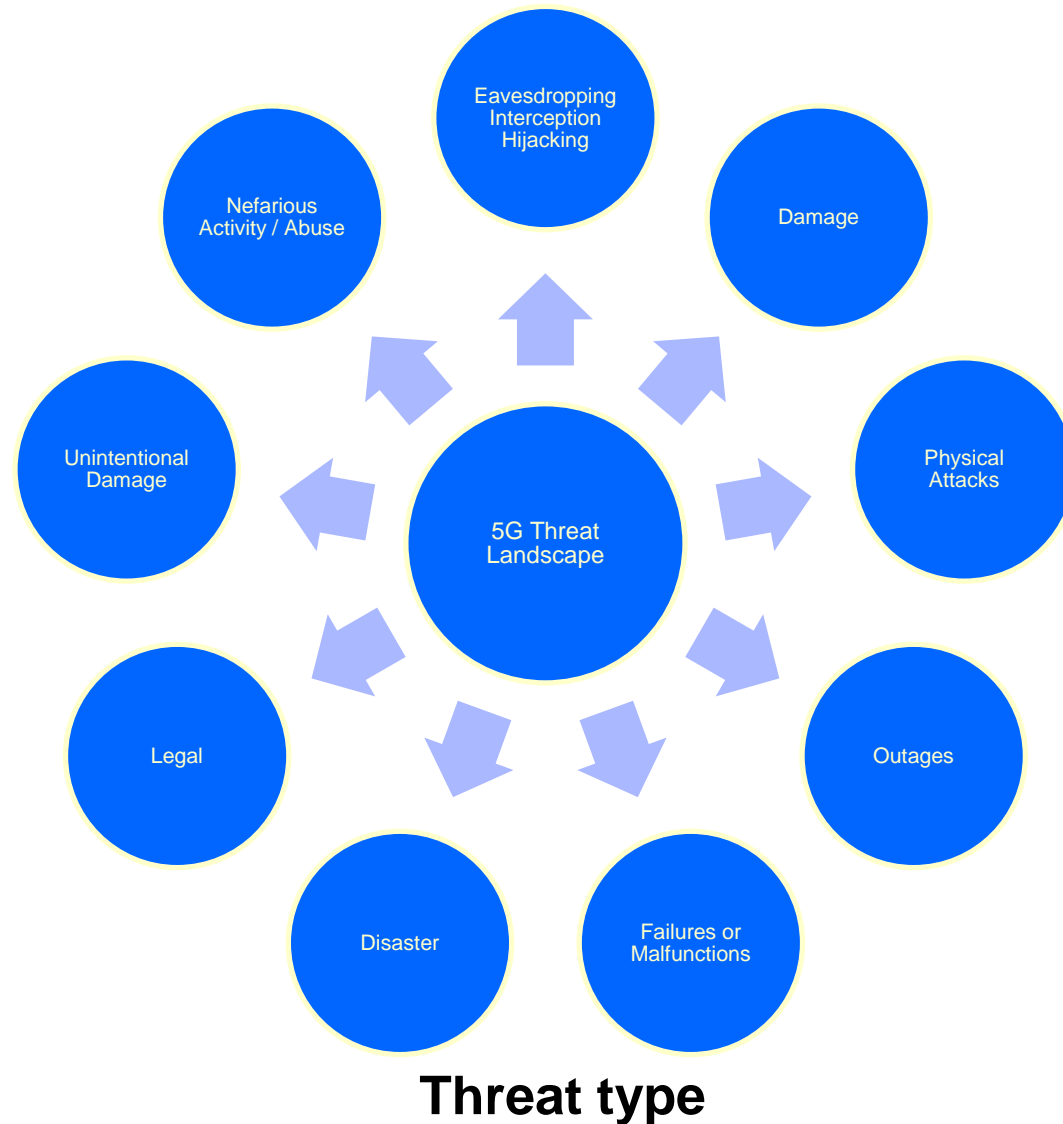 Eavesdropping
Interception
Hijacking
Damage
Physical
Attacks
Outages
Failures or
Malfunctions
Disaster
Legal
Unintentional
Damage
Nefarious
Activity / Abuse
5G Threat
Landscape
Threat type